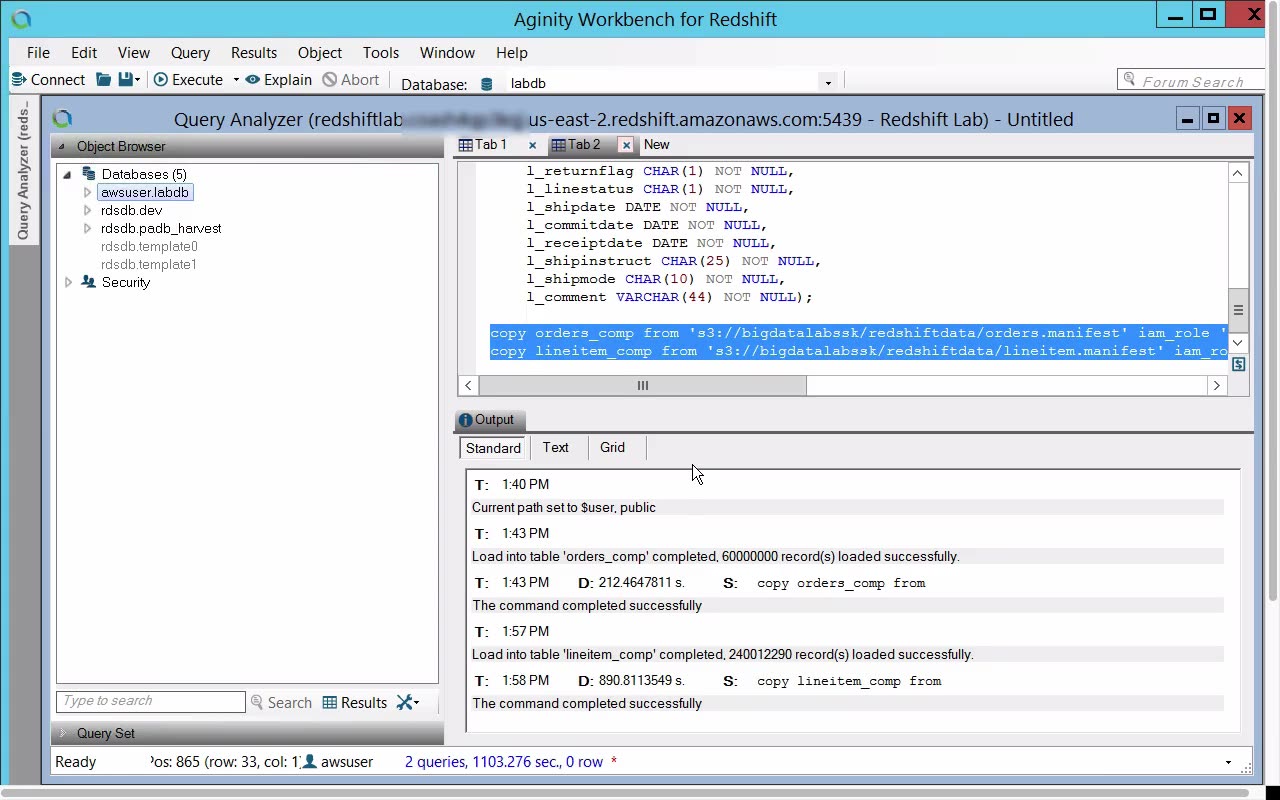 Aginity Workbench for Redshift
File Edit View Query Results Object Tools Window Help
Connect Execute Explain Abort Database: labdb Forum Search
Query Analyzer (reds...
Query Analyzer (redshiftlab us-east-2.redshift.amazonaws.com:5439 - Redshift Lab) - Untitled
Object Browser
Databases (5)
awsuser.labdb
rdsdb.dev
rdsdb.padb_harvest
rdsdb.template0
rdsdb.template1
Security
Type to search Search Results
Query Set
Tab 1 Tab 2 New
l_returnflag CHAR(1) NOT NULL,
l_linestatus CHAR(1) NOT NULL,
l_shipdate DATE NOT NULL,
l_commitdate DATE NOT NULL,
l_receiptdate DATE NOT NULL,
l_shipinstruct CHAR(25) NOT NULL,
l_shipmode CHAR(10) NOT NULL,
l_comment VARCHAR(44) NOT NULL);
copy orders_comp from 's3://bigdatalabssk/redshiftdata/orders.manifest' iam_role '
copy lineitem_comp from 's3://bigdatalabssk/redshiftdata/lineitem.manifest' iam_ro
Output
Standard Text Grid
T: 1:40 PM
Current path set to $user, public
T: 1:43 PM
Load into table 'orders_comp' completed, 60000000 record(s) loaded successfully.
T: 1:43 PM D: 212.4647811 s. S: copy orders_comp from
The command completed successfully
T: 1:57 PM
Load into table 'lineitem_comp' completed, 240012290 record(s) loaded successfully.
T: 1:58 PM D: 890.8113549 s. S: copy lineitem_comp from
The command completed successfully
Ready Pos: 865 (row: 33, col: 1) awsuser 2 queries, 1103.276 sec., 0 row *